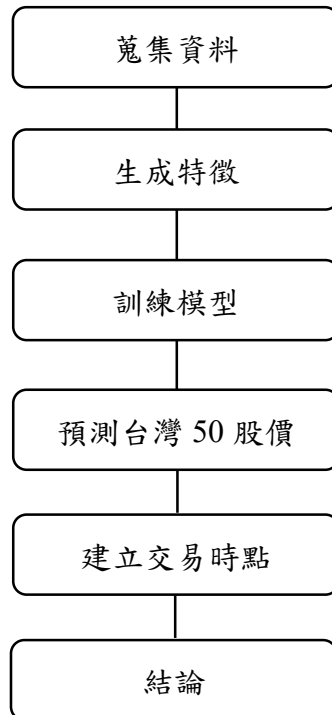 蒐集資料
生成特徵
訓練模型
預測台灣 50 股價
建立交易時點
結論